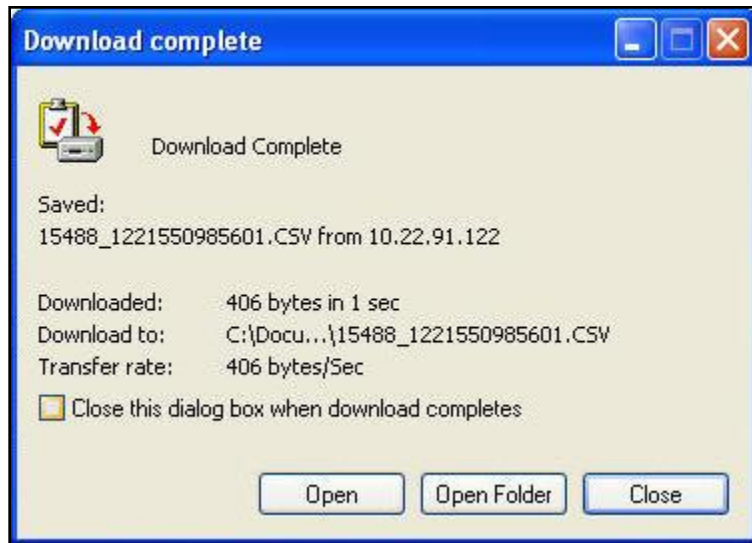 Download complete
Download Complete
Saved:
15488_1221550985601.CSV from 10.22.91.122
Downloaded: 406 bytes in 1 sec
Download to: C:\Docu...\15488_1221550985601.CSV
Transfer rate: 406 bytes/Sec
Close this dialog box when download completes
Open Open Folder Close